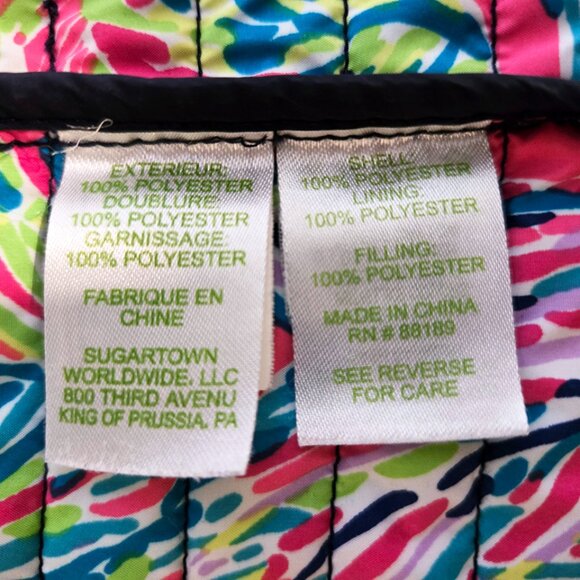 EXTERIEUR:
100% POLYESTER
DOUBLURE:
100% POLYESTER
GARNISSAGE:
100% POLYESTER
FABRIQUE EN
CHINE
SUGARTOWN
WORLDWIDE, LLC
800 THIRD AVENU
KING OF PRUSSIA, PA
SHELL:
100% POLYESTER
LINING:
100% POLYESTER
FILLING:
100% POLYESTER
MADE IN CHINA
RN # 88189
SEE REVERSE
FOR CARE